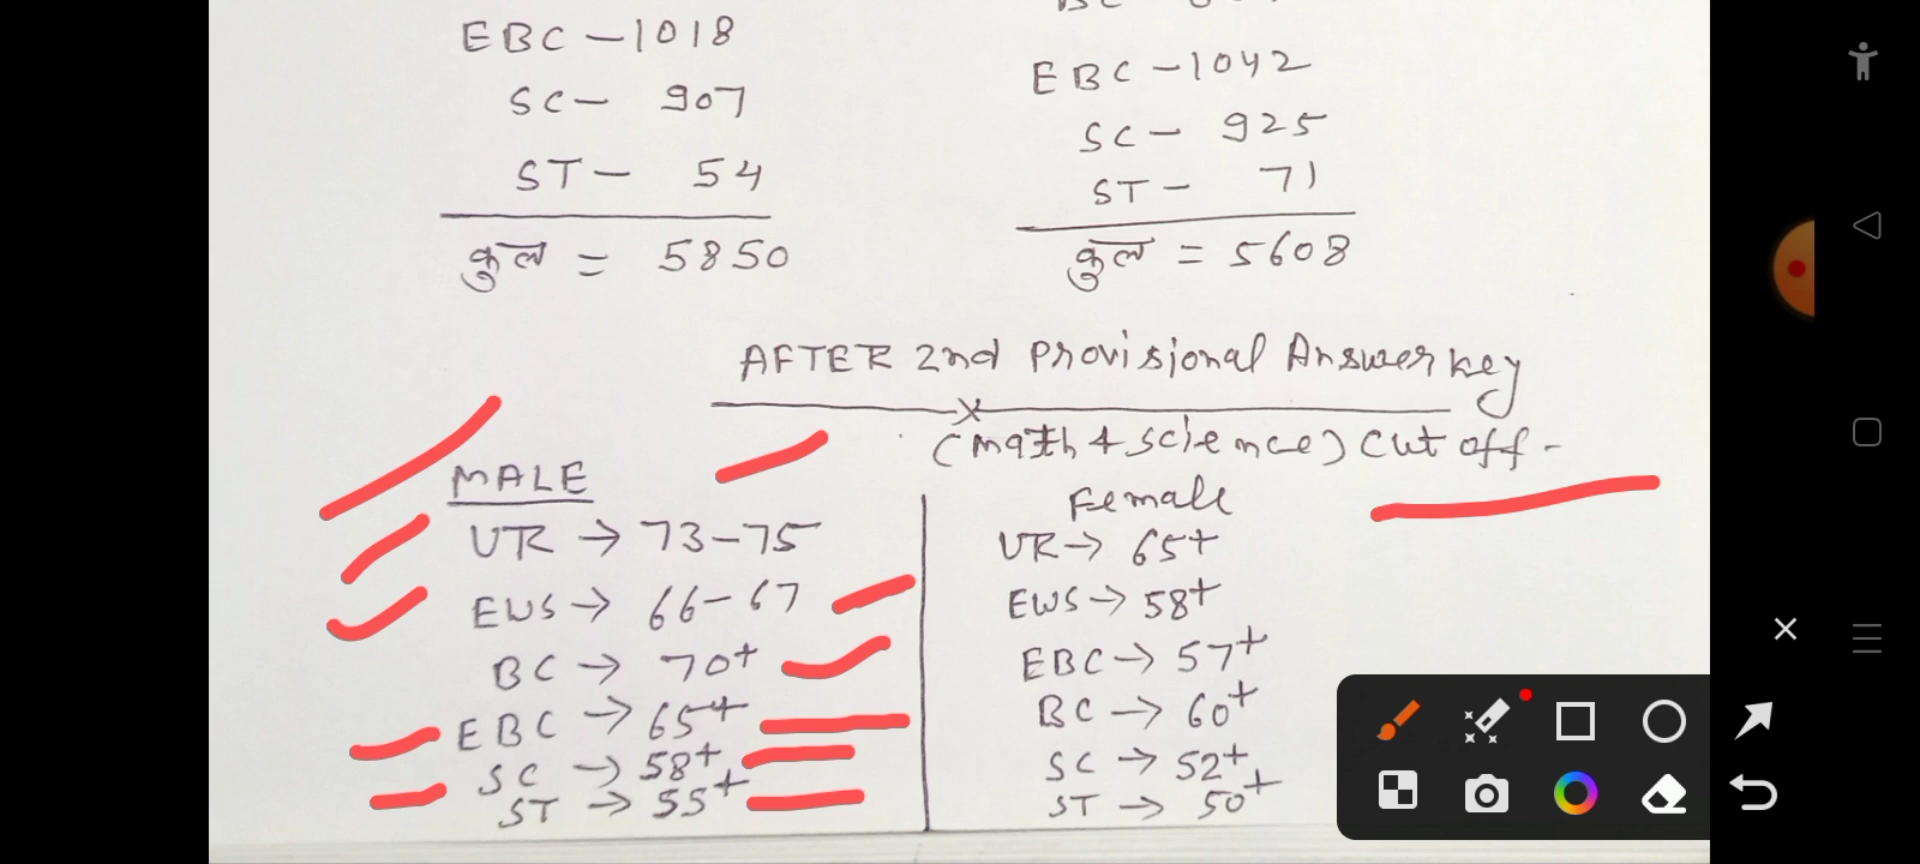 EBC - 1018
SC - 907
ST - 54
कुल = 5850
EBC - 1042
SC - 925
ST - 71
कुल = 5608
AFTER 2nd Provisional Answer key
(math & science) cut off -
MALE
UR → 73-75
EWS → 66-67
BC → 70+
EBC → 65+
SC → 58+
ST → 55+
Female
UR → 65+
EWS → 58+
EBC → 57+
BC → 60+
SC → 52+
ST → 50+